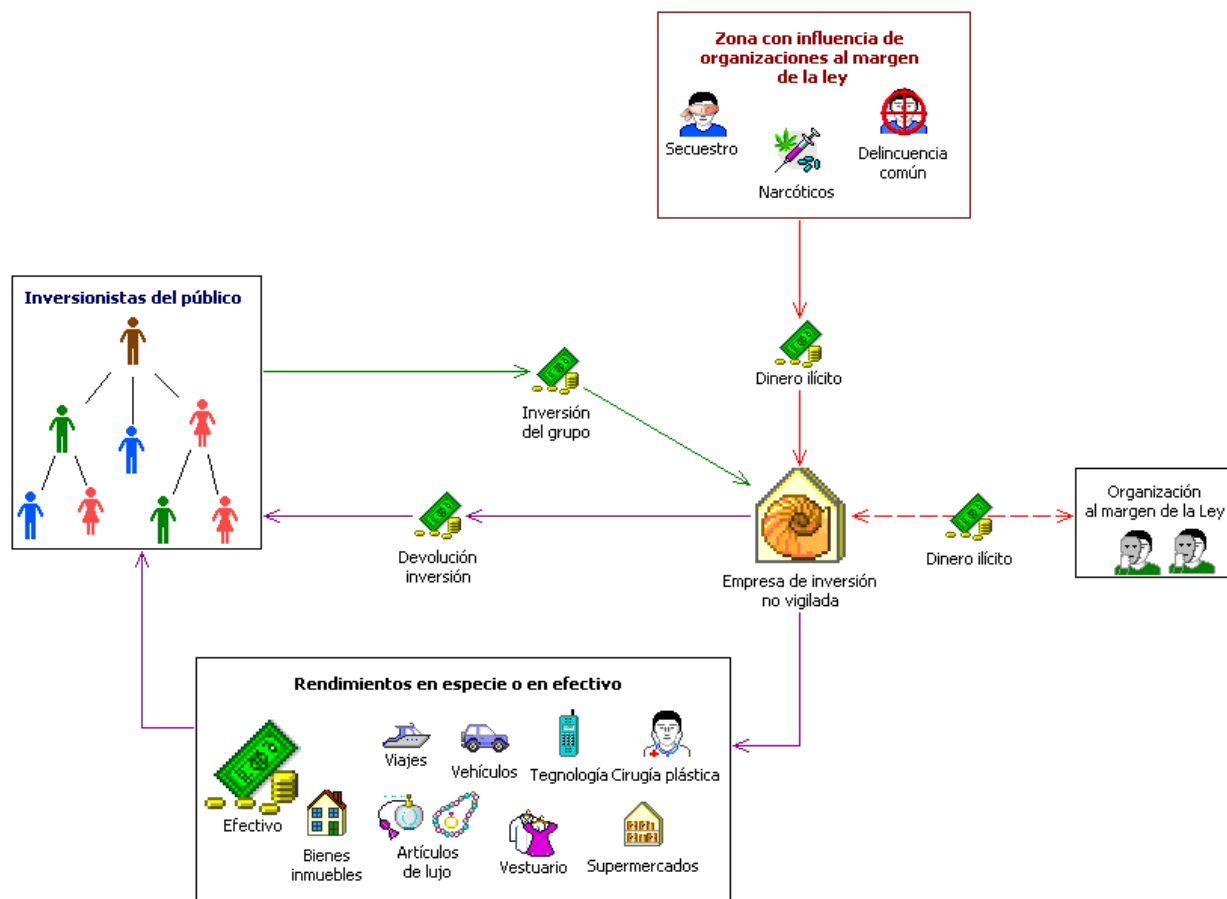 Zona con influencia de
organizaciones al margen
de la ley
Secuestro
Narcóticos
Delincuencia
común
Inversionistas del público
Dinero ilícito
Inversión
del grupo
Devolución
inversión
Empresa de inversión
no vigilada
Dinero ilícito
Organización
al margen de la Ley
Rendimientos en especie o en efectivo
Efectivo
Viajes
Vehículos
Tegnología
Cirugía plástica
Bienes
inmuebles
Artículos
de lujo
Vestuario
Supermercados